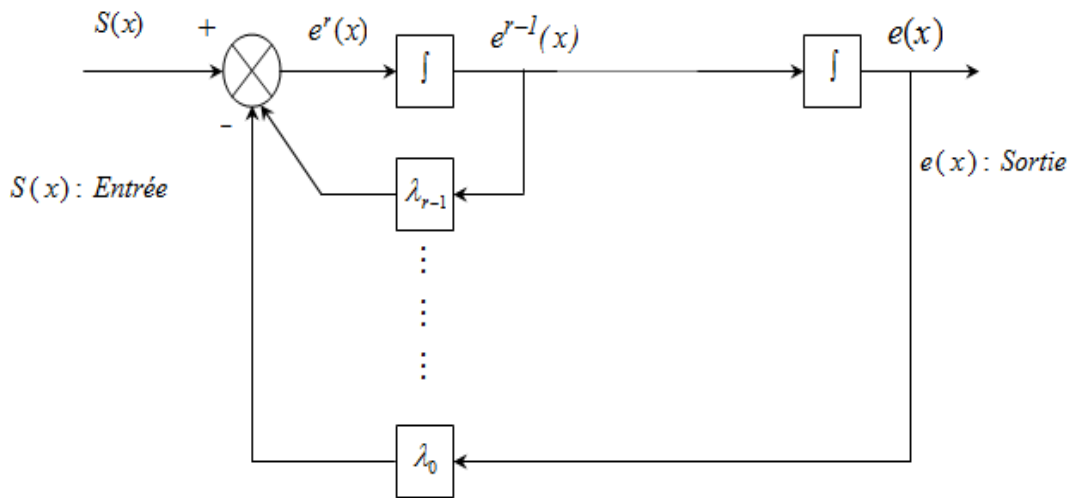 S(x)
+
e^r(x)
∫
e^{r-1}(x)
∫
e(x)
-
S(x) : Entrée
λ_{r-1}
e(x) : Sortie
⋮
⋮
⋮
λ_0